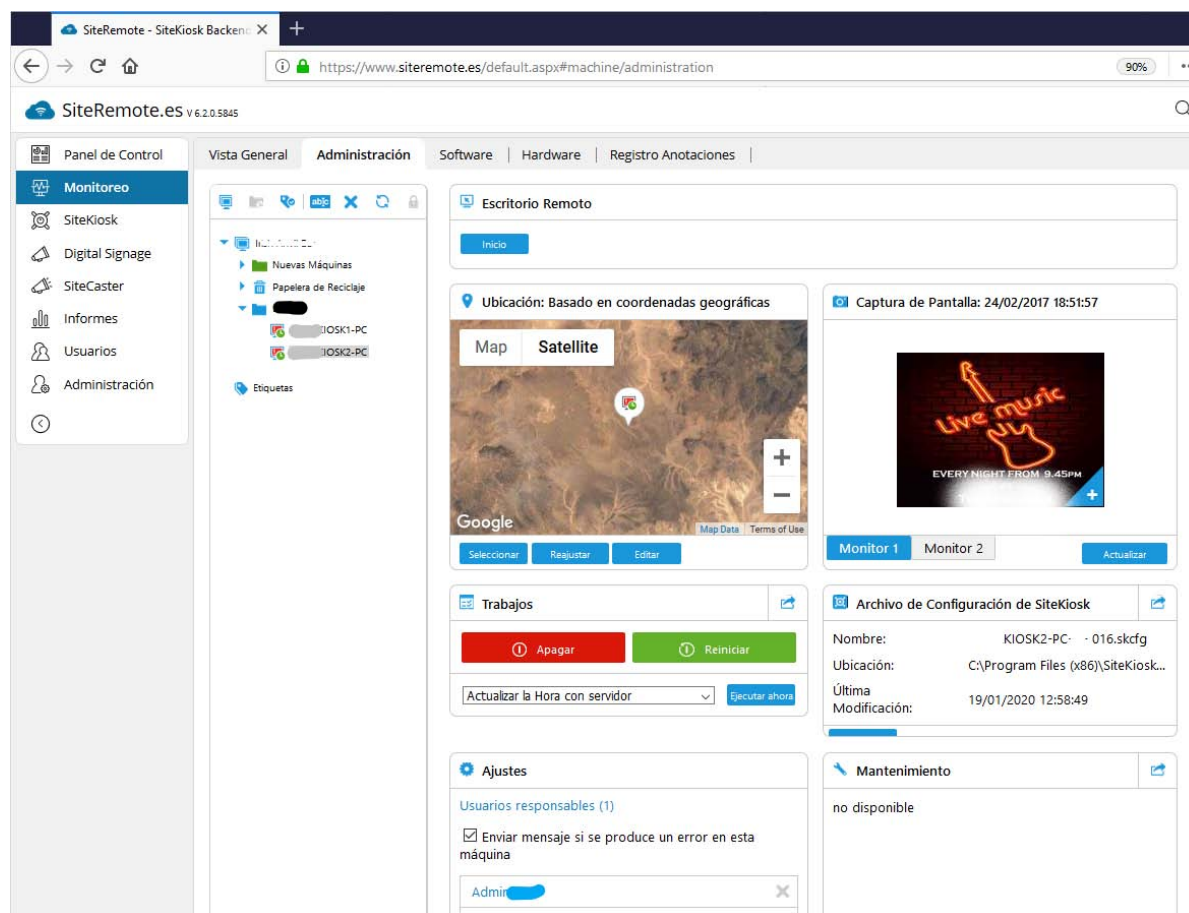 SiteRemote - SiteKiosk Backend
https://www.siteremote.es/default.aspx#machine/administration
90%
SiteRemote.es V 6.2.0.5845
Panel de Control
Monitoreo
SiteKiosk
Digital Signage
SiteCaster
Informes
Usuarios
Administración
Vista General
Administración
Software
Hardware
Registro Anotaciones
ab|c
Nuevas Máquinas
Papelera de Reciclaje
KIOSK1-PC
KIOSK2-PC
Etiquetas
Escritorio Remoto
Inicio
Ubicación: Basado en coordenadas geográficas
Map
Satellite
Google
Map Data
Terms of Use
Seleccionar
Reajustar
Editar
Captura de Pantalla: 24/02/2017 18:51:57
Live music
EVERY NIGHT FROM 9.45PM
Monitor 1
Monitor 2
Actualizar
Trabajos
Apagar
Reiniciar
Actualizar la Hora con servidor
Ejecutar ahora
Archivo de Configuración de SiteKiosk
Nombre: KIOSK2-PC- - 016.skcfg
Ubicación: C:\Program Files (x86)\SiteKiosk...
Última
Modificación: 19/01/2020 12:58:49
Ajustes
Usuarios responsables (1)
Enviar mensaje si se produce un error en esta
máquina
Admin
Mantenimiento
no disponible